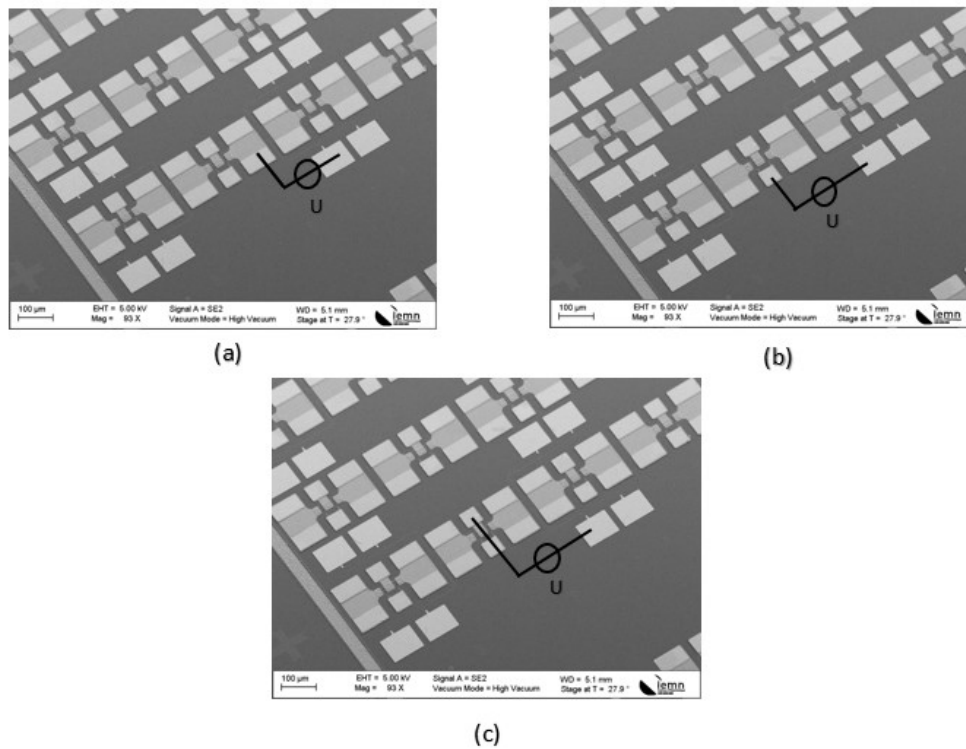 U
100 µm
EHT = 5.00 kV
Mag = 93 X
Signal A = SE2
Vacuum Mode = High Vacuum
WD = 5.1 mm
Stage at T = 27.9 °
iemn
(a)
U
100 µm
EHT = 5.00 kV
Mag = 93 X
Signal A = SE2
Vacuum Mode = High Vacuum
WD = 5.1 mm
Stage at T = 27.9 °
iemn
(b)
U
100 µm
EHT = 5.00 kV
Mag = 93 X
Signal A = SE2
Vacuum Mode = High Vacuum
WD = 5.1 mm
Stage at T = 27.9 °
iemn
(c)